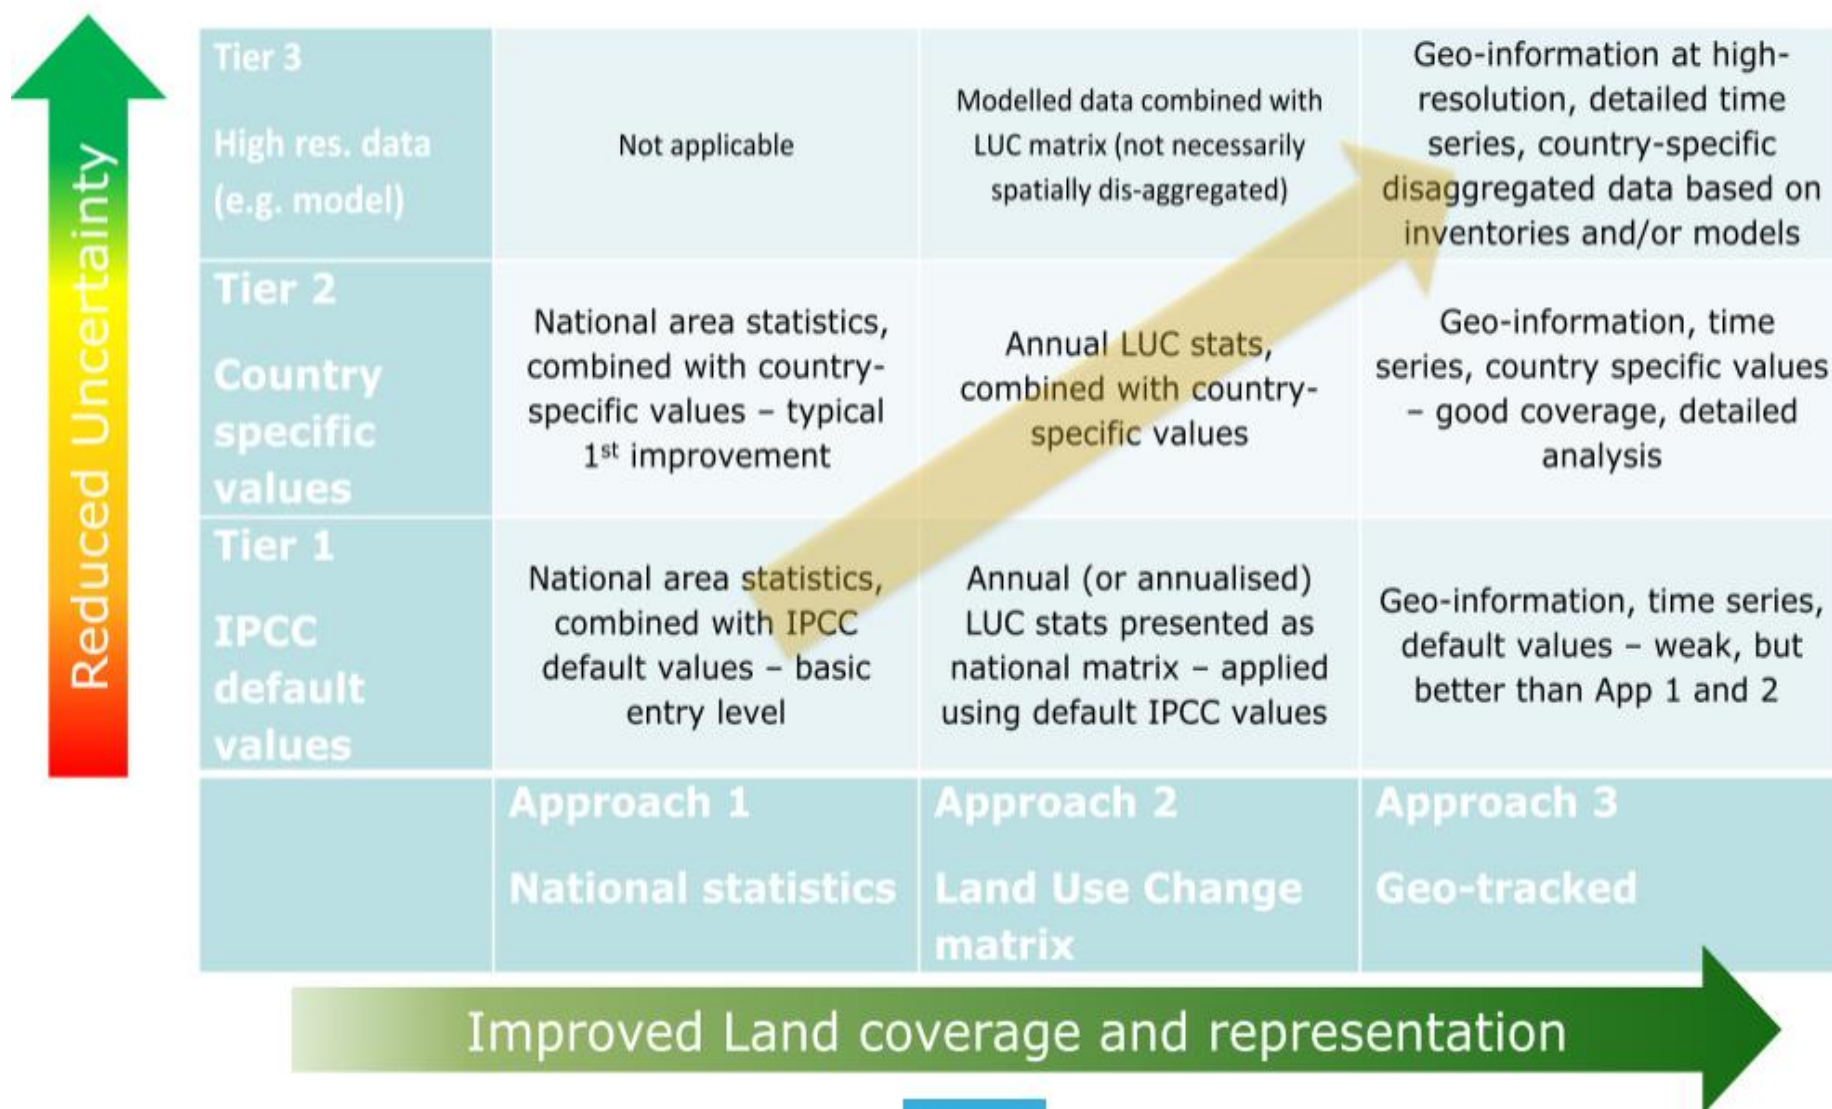 Reduced Uncertainty
Tier 3
High res. data
(e.g. model)
Not applicable
Modelled data combined with
LUC matrix (not necessarily
spatially dis-aggregated)
Geo-information at high-
resolution, detailed time
series, country-specific
disaggregated data based on
inventories and/or models
Tier 2
Country
specific
values
National area statistics,
combined with country-
specific values – typical
1st improvement
Annual LUC stats,
combined with country-
specific values
Geo-information, time
series, country specific values
– good coverage, detailed
analysis
Tier 1
IPCC
default
values
National area statistics,
combined with IPCC
default values – basic
entry level
Annual (or annualised)
LUC stats presented as
national matrix – applied
using default IPCC values
Geo-information, time series,
default values – weak, but
better than App 1 and 2
Approach 1
National statistics
Approach 2
Land Use Change
matrix
Approach 3
Geo-tracked
Improved Land coverage and representation